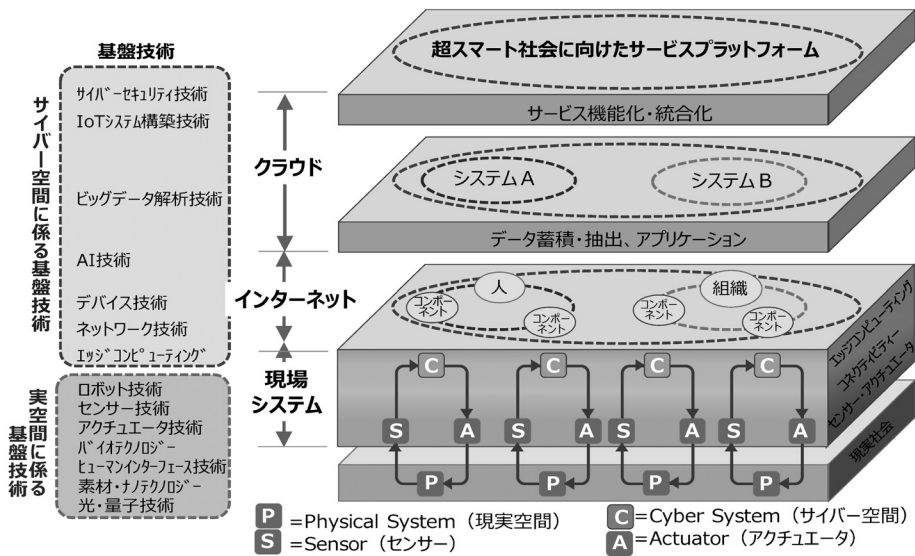 基盤技術
サイバー空間に係る基盤技術
サイバーセキュリティ技術
IoTシステム構築技術
ビッグデータ解析技術
AI技術
デバイス技術
ネットワーク技術
エッジコンピューティング
実空間に係る
基盤技術
ロボット技術
センサー技術
アクチュエータ技術
バイオテクノロジー
ヒューマンインターフェース技術
素材・ナノテクノロジー
光・量子技術
クラウド
インターネット
現場
システム
超スマート社会に向けたサービスプラットフォーム
サービス機能化・統合化
システムA
システムB
データ蓄積・抽出、アプリケーション
人
組織
コンポー
ネント
コンポー
ネント
コンポー
ネント
コンポー
ネント
エッジコンピューティング
コネクティビティー
センサー・アクチュエータ
現実社会
C
C
C
C
S
A
S
A
S
A
S
A
P
P
P
P
P =Physical System（現実空間）
S =Sensor（センサー）
C =Cyber System（サイバー空間）
A =Actuator（アクチュエータ）